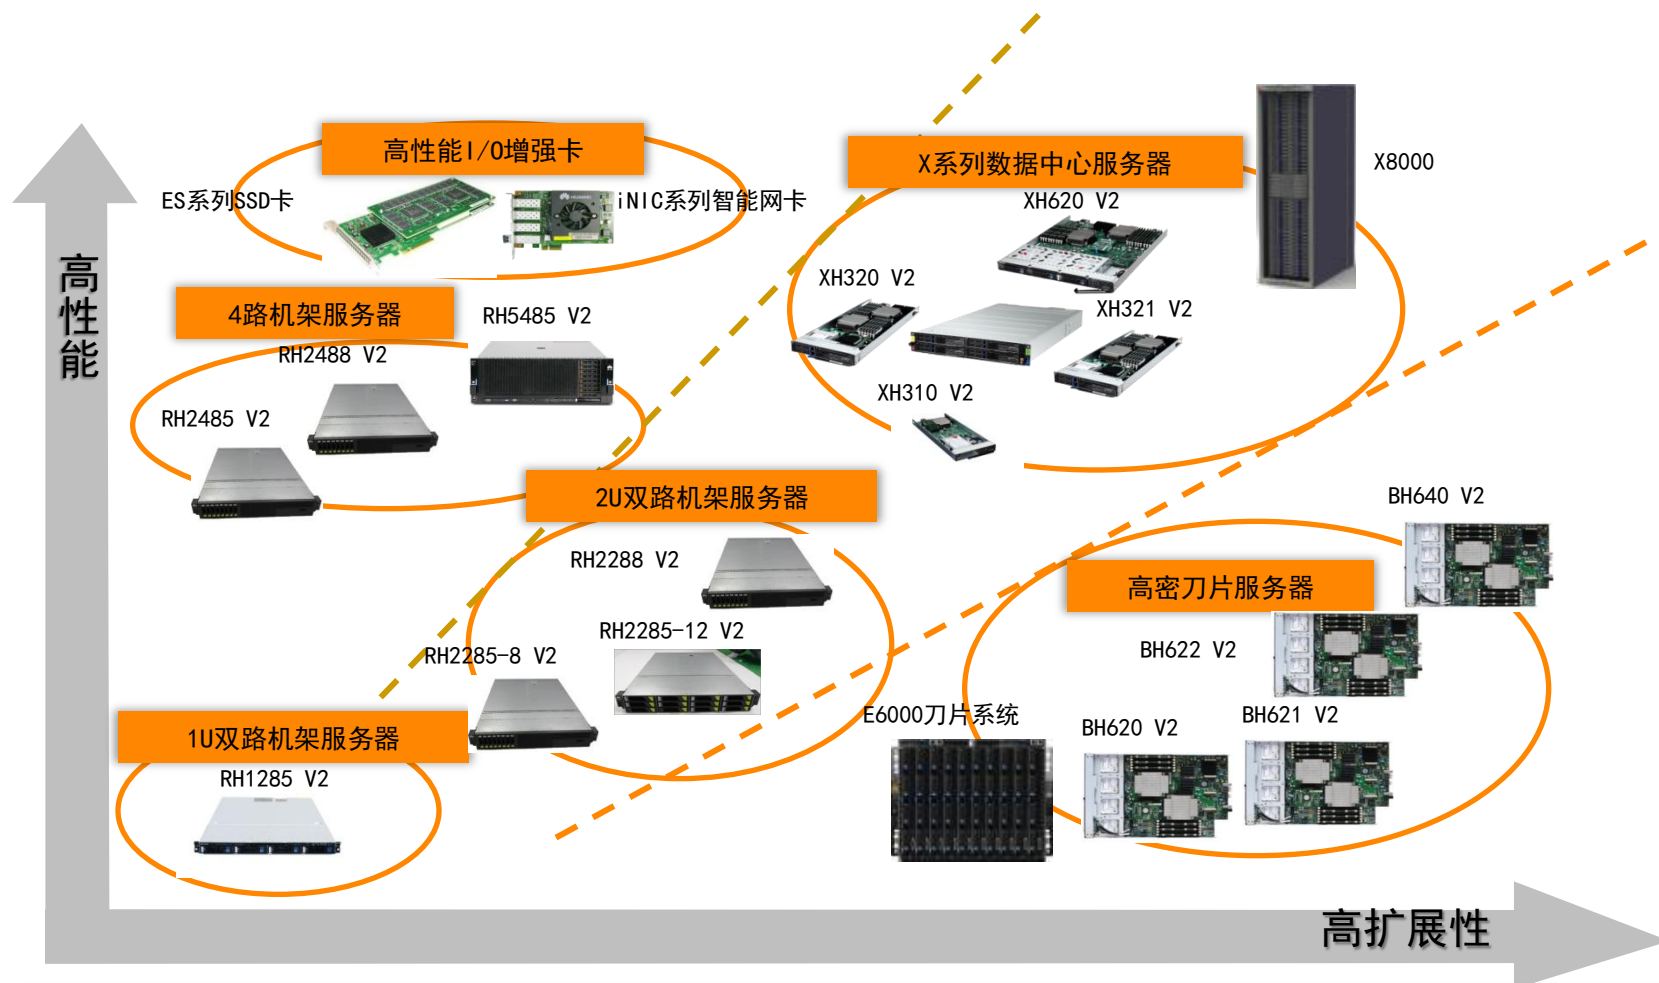 高性能I/O增强卡
ES系列SSD卡
iNIC系列智能网卡
X系列数据中心服务器
X8000
XH620 V2
XH320 V2
XH321 V2
XH310 V2
高性能
4路机架服务器
RH5485 V2
RH2488 V2
RH2485 V2
2U双路机架服务器
RH2288 V2
RH2285-12 V2
RH2285-8 V2
高密刀片服务器
BH640 V2
BH622 V2
E6000刀片系统
BH620 V2
BH621 V2
1U双路机架服务器
RH1285 V2
高扩展性